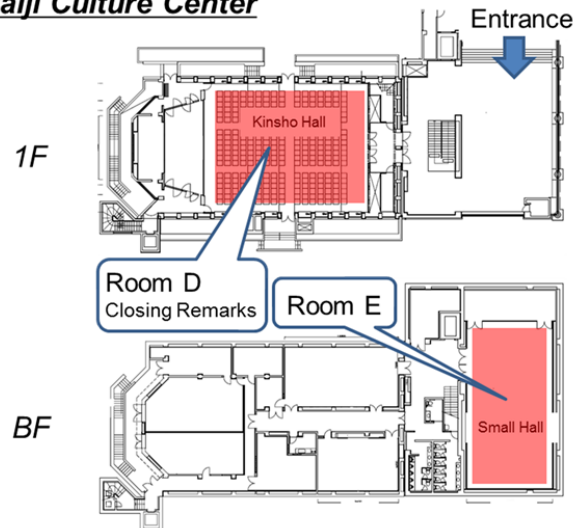 aiji Culture Center
Entrance
1F
Kinsho Hall
Room D
Closing Remarks
Room E
BF
Small Hall